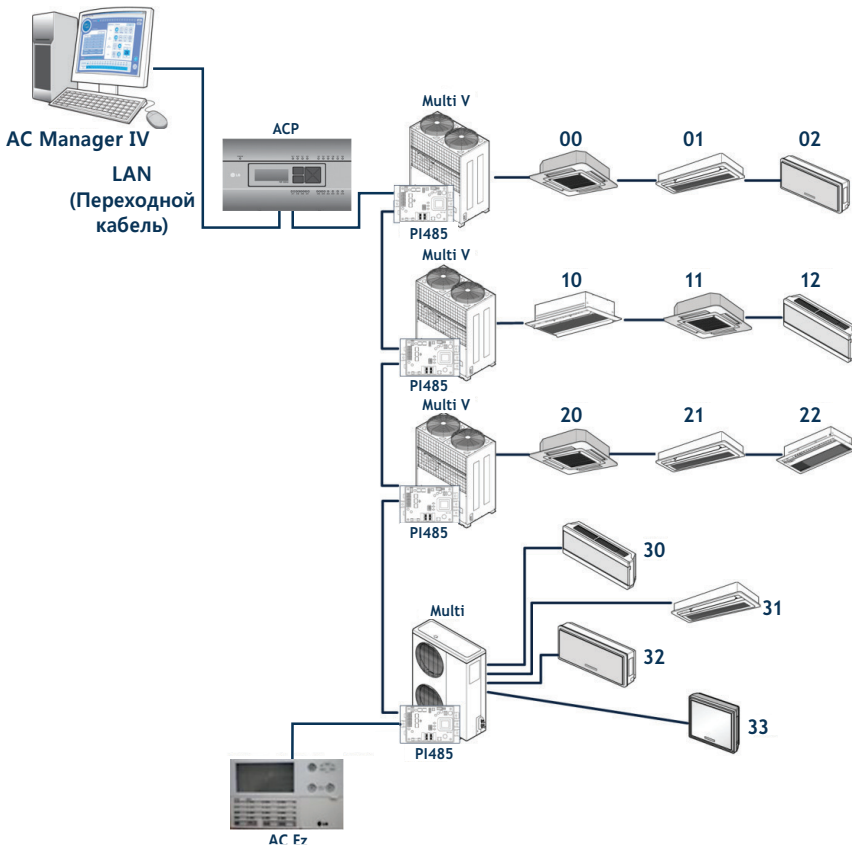 AC Manager IV
LAN
(Переходной
кабель)
ACP
Multi V
PI485
00
01
02
Multi V
PI485
10
11
12
Multi V
PI485
20
21
22
Multi
PI485
30
31
32
33
AC Ez